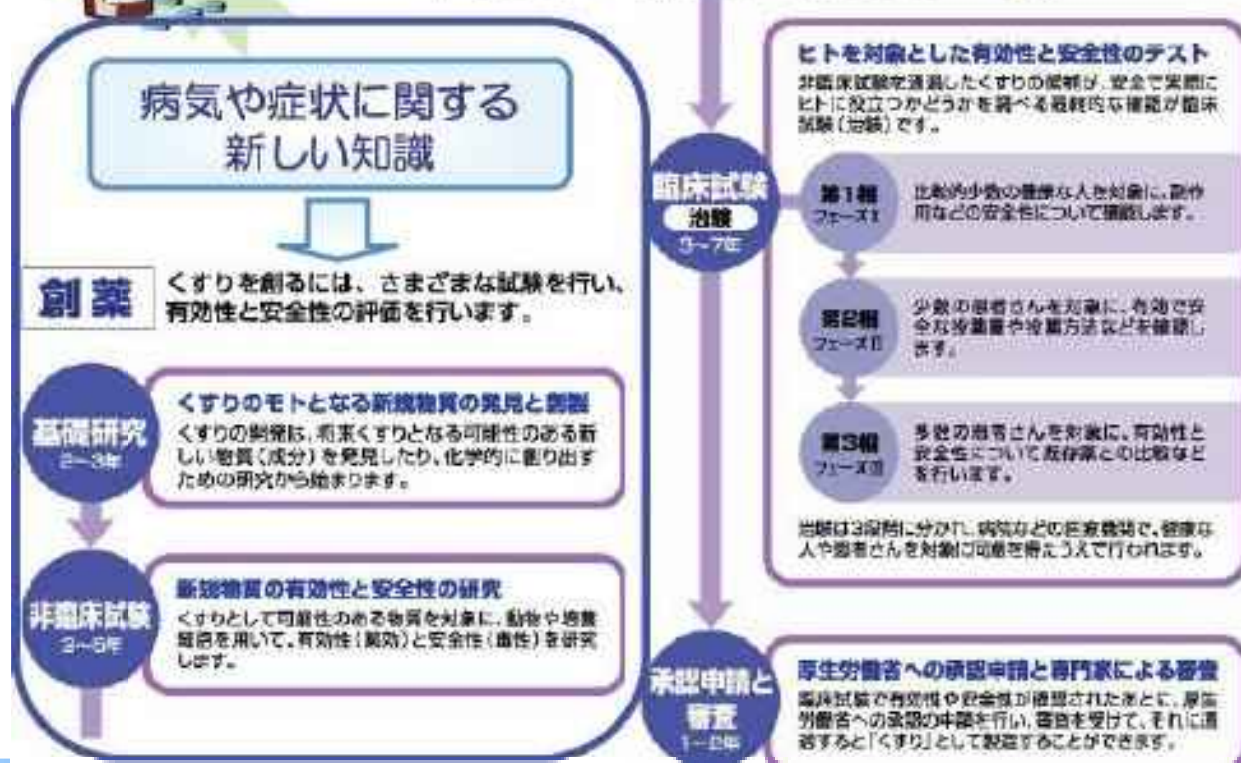 病気や症状に関する
新しい知識
創薬
くすりを創るには、さまざまな試験を行い、
有効性と安全性の評価を行います。
基礎研究
2〜3年
くすりのモトとなる新規物質の発見と創製
くすりの開発は、将来くすりとなる可能性のある新
しい物質(成分)を発見したり、化学的に創り出す
ための研究から始まります。
非臨床試験
3〜5年
新規物質の有効性と安全性の研究
くすりとして可能性のある物質を対象に、動物や培養
細胞を用いて、有効性(薬効)と安全性(毒性)を研究
します。
臨床試験
治験
3〜7年
ヒトを対象とした有効性と安全性のテスト
非臨床試験を通過したくすりの候補が、安全で実際に
ヒトに役立つかどうかを調べる最終的な確認が臨床
試験(治験)です。
第1相
フェーズⅠ
比較的少数の健康な人を対象に、副作
用などの安全性について確認します。
第2相
フェーズⅡ
少数の患者さんを対象に、有効で安
全な投薬量や投薬方法などを確認し
ます。
第3相
フェーズⅢ
多数の患者さんを対象に、有効性と
安全性について既存薬との比較など
を行います。
治験は3段階に分かれ、病院などの医療機関で、健康な
人や患者さんを対象に同意を得たうえで行われます。
承認申請と
審査
1〜2年
厚生労働省への承認申請と専門家による審査
臨床試験で有効性や安全性が確認されたあとに、厚生
労働省への承認の申請を行い、審査を受けて、それに通
過すると「くすり」として製造することができます。